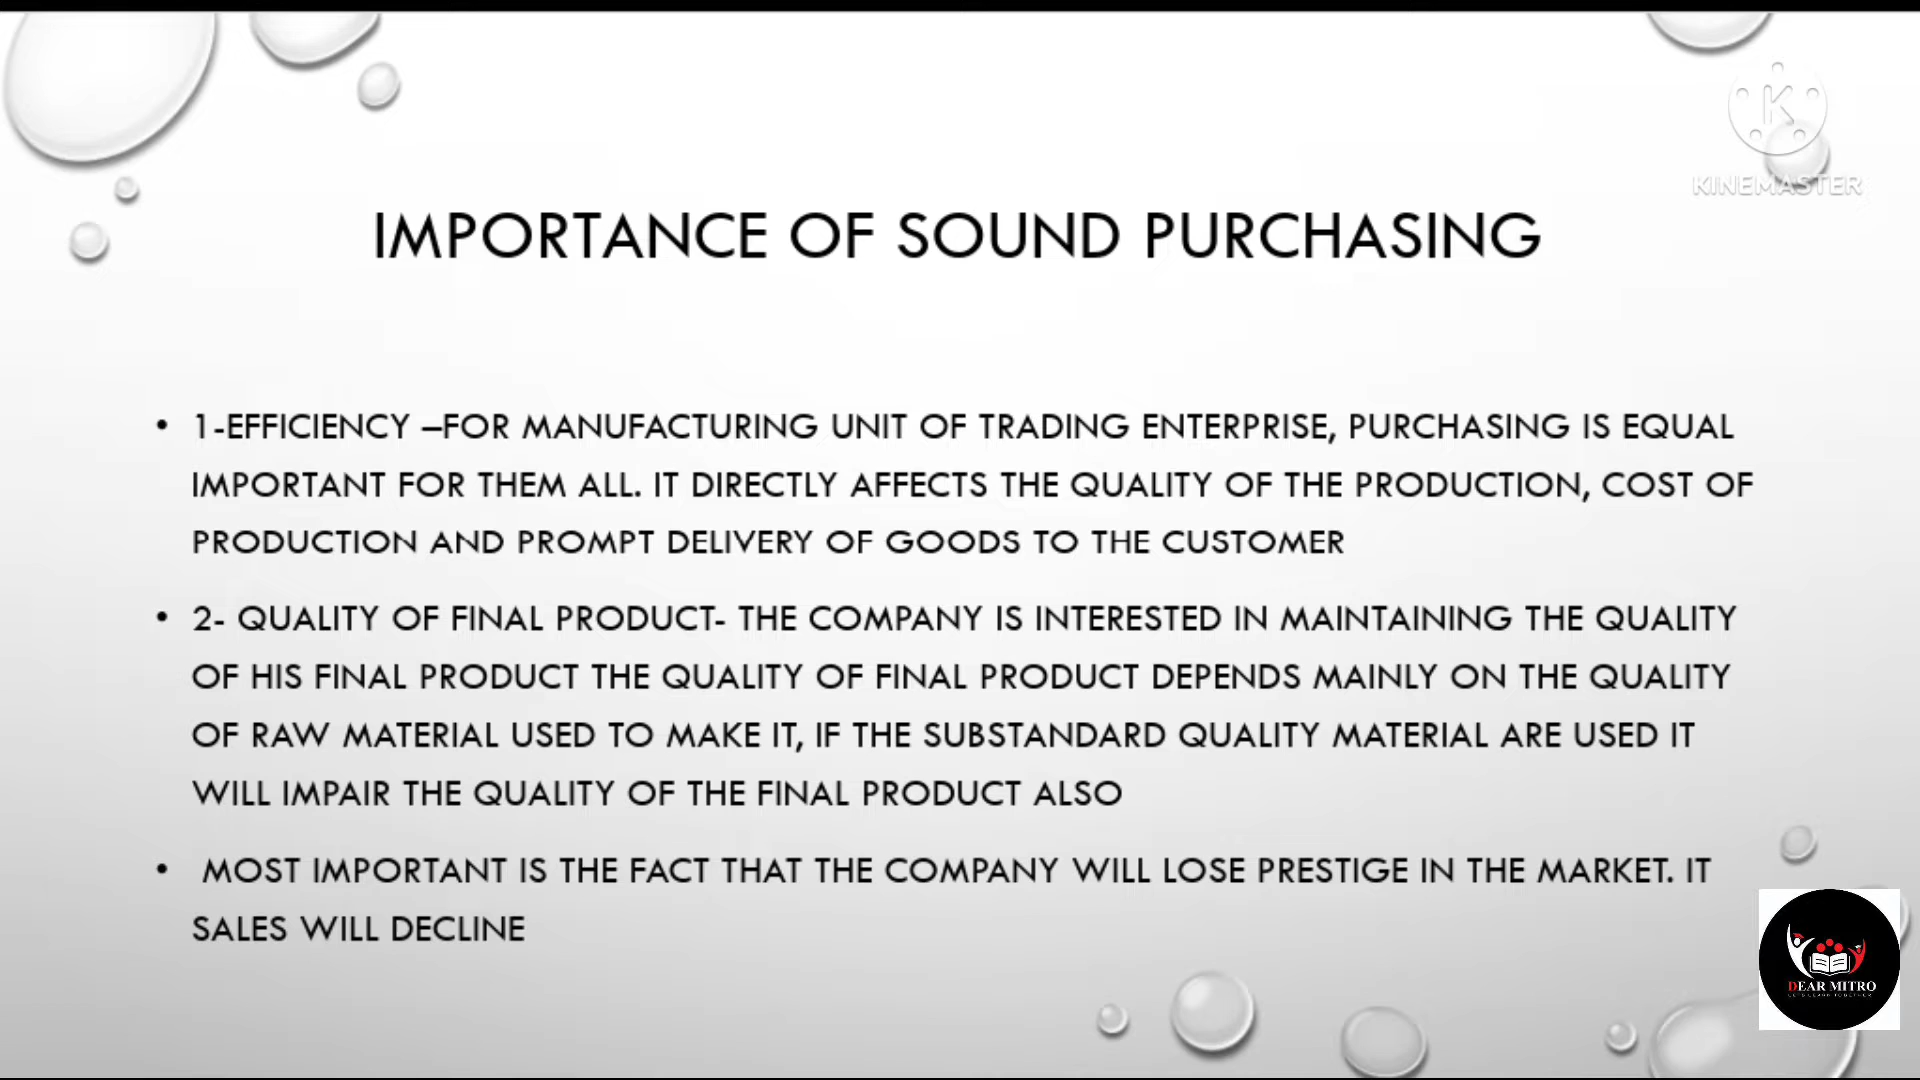 KINEMASTER
IMPORTANCE OF SOUND PURCHASING
• 1-EFFICIENCY –FOR MANUFACTURING UNIT OF TRADING ENTERPRISE, PURCHASING IS EQUAL
IMPORTANT FOR THEM ALL. IT DIRECTLY AFFECTS THE QUALITY OF THE PRODUCTION, COST OF
PRODUCTION AND PROMPT DELIVERY OF GOODS TO THE CUSTOMER
• 2- QUALITY OF FINAL PRODUCT- THE COMPANY IS INTERESTED IN MAINTAINING THE QUALITY
OF HIS FINAL PRODUCT THE QUALITY OF FINAL PRODUCT DEPENDS MAINLY ON THE QUALITY
OF RAW MATERIAL USED TO MAKE IT, IF THE SUBSTANDARD QUALITY MATERIAL ARE USED IT
WILL IMPAIR THE QUALITY OF THE FINAL PRODUCT ALSO
• MOST IMPORTANT IS THE FACT THAT THE COMPANY WILL LOSE PRESTIGE IN THE MARKET. IT
SALES WILL DECLINE
DEAR MITRO
LET'S LEARN TOGETHER